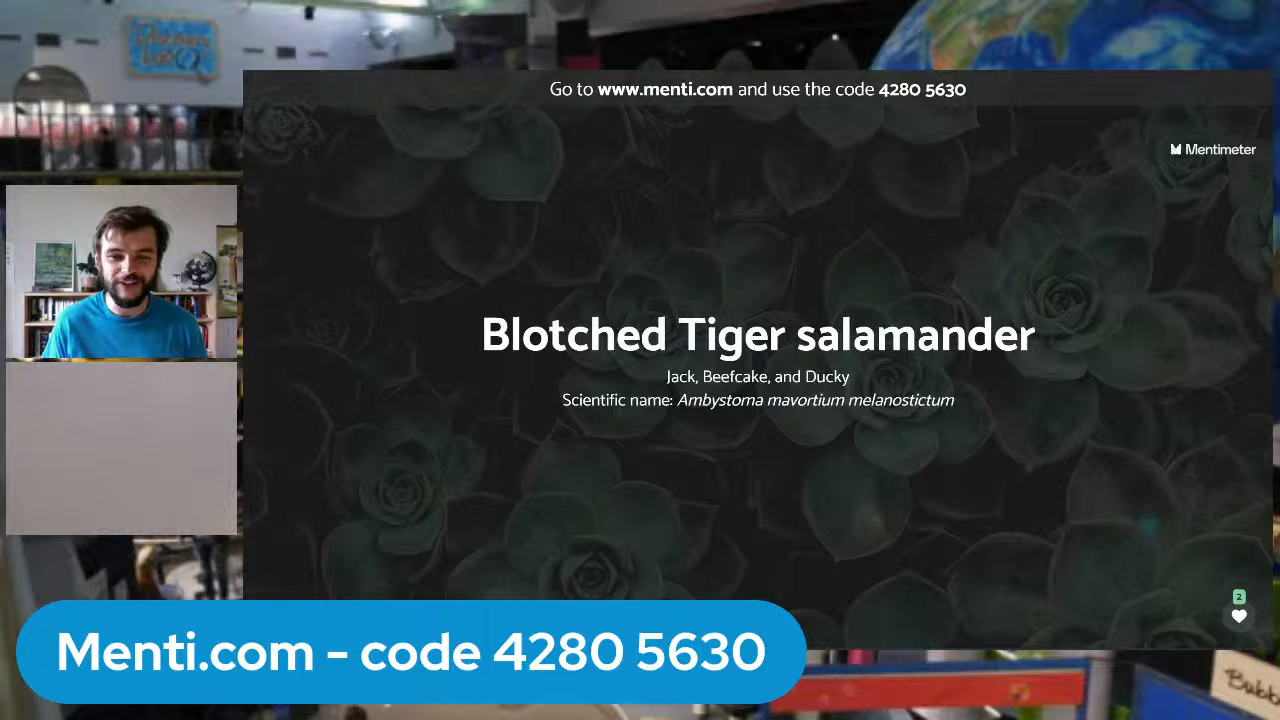 Go to www.menti.com and use the code 4280 5630
Mentimeter
Blotched Tiger salamander
Jack, Beefcake, and Ducky
Scientific name: Ambystoma mavortium melanostictum
2
Menti.com - code 4280 5630